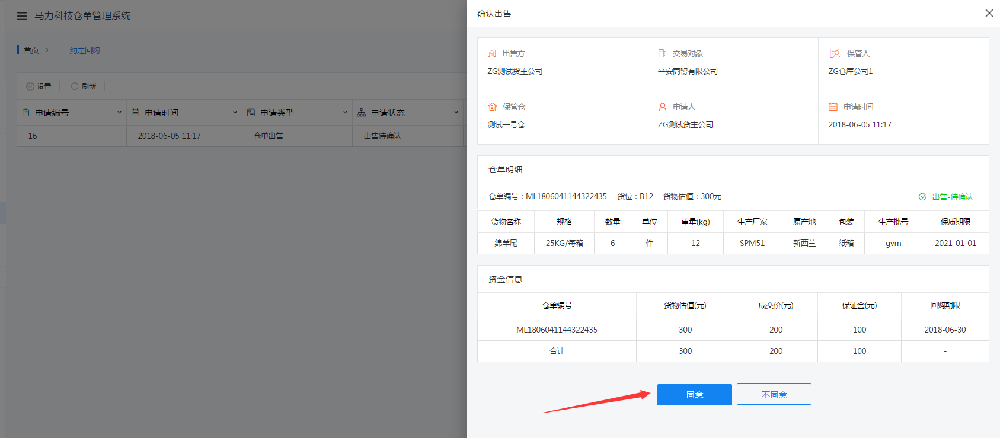 马力科技仓单管理系统
首页 › 约定回购
设置 刷新
申请编号 申请时间 申请类型 申请状态
16 2018-06-05 11:17 仓单出售 出售待确认
确认出售
出售方 交易对象 保管人
ZG测试货主公司 平安商贸有限公司 ZG仓库公司1
保管仓 申请人 申请时间
测试一号仓 ZG测试货主公司 2018-06-05 11:17
仓单明细
仓单编号：ML1806041144322435 货位：B12 货物估值：300元 出售-待确认
货物名称 规格 数量 单位 重量(kg) 生产厂家 原产地 包装 生产批号 保质期限
绵羊尾 25KG/每箱 6 件 12 SPM51 新西兰 纸箱 gvm 2021-01-01
资金信息
仓单编号 货物估值(元) 成交价(元) 保证金(元) 回购期限
ML1806041144322435 300 200 100 2018-06-30
合计 300 200 100 -
同意 不同意